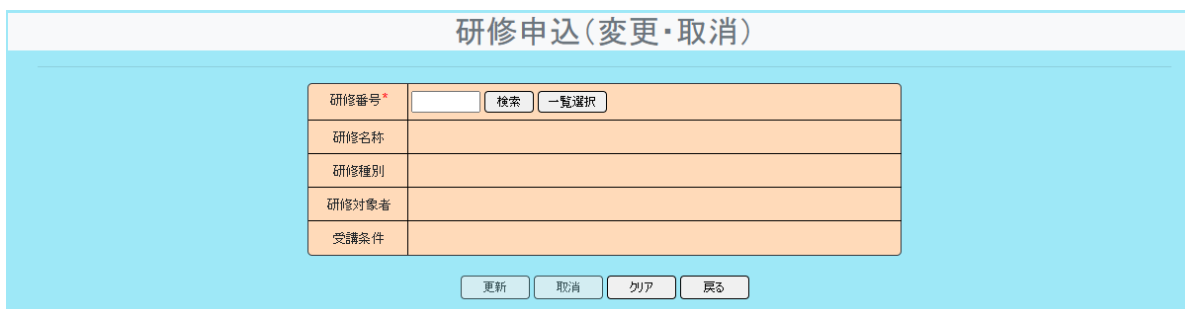 研修申込(変更・取消)
研修番号* 検索 一覧選択
研修名称
研修種別
研修対象者
受講条件
更新 取消 クリア 戻る